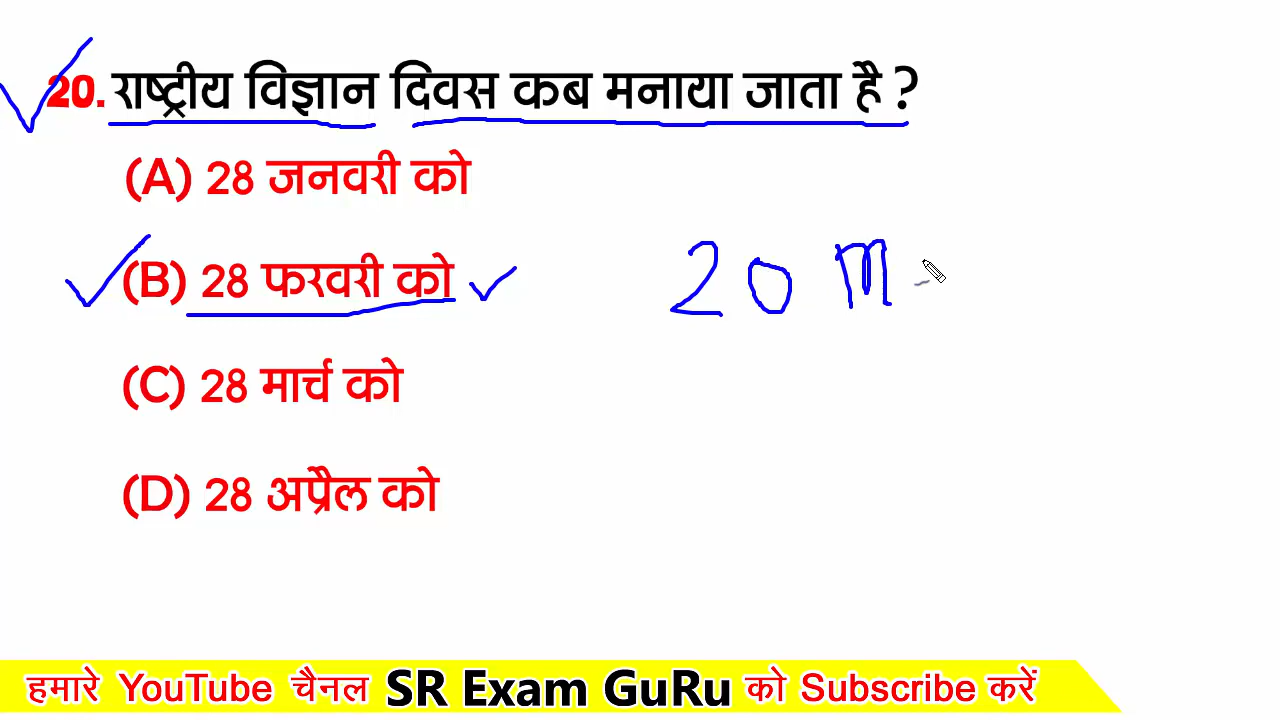 20. राष्ट्रीय विज्ञान दिवस कब मनाया जाता है ?
(A) 28 जनवरी को
(B) 28 फरवरी को
20 m
(C) 28 मार्च को
(D) 28 अप्रैल को
हमारे YouTube चैनल SR Exam GuRu को Subscribe करें